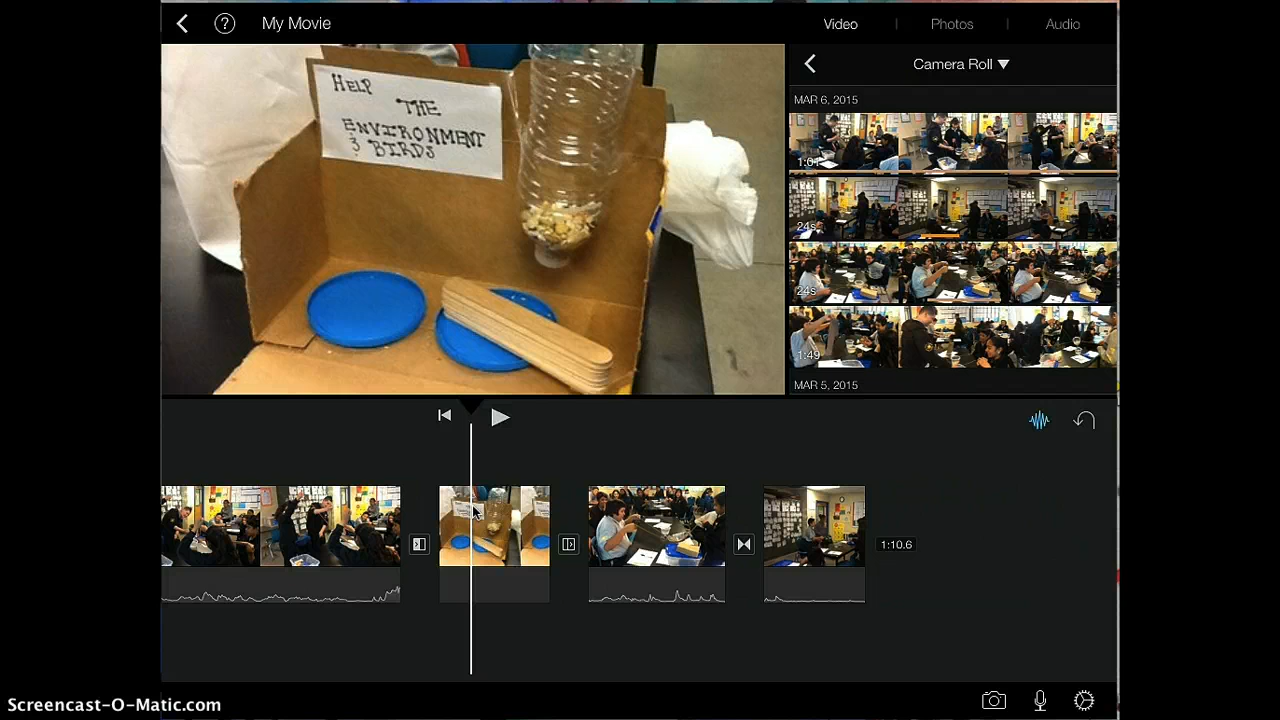 My Movie
Video | Photos | Audio
Camera Roll
MAR 6, 2015
1:01
24s
24s
1:49
MAR 5, 2015
HELP
THE
ENVIRONMENT
& BIRDS
1:10.6
Screencast-O-Matic.com